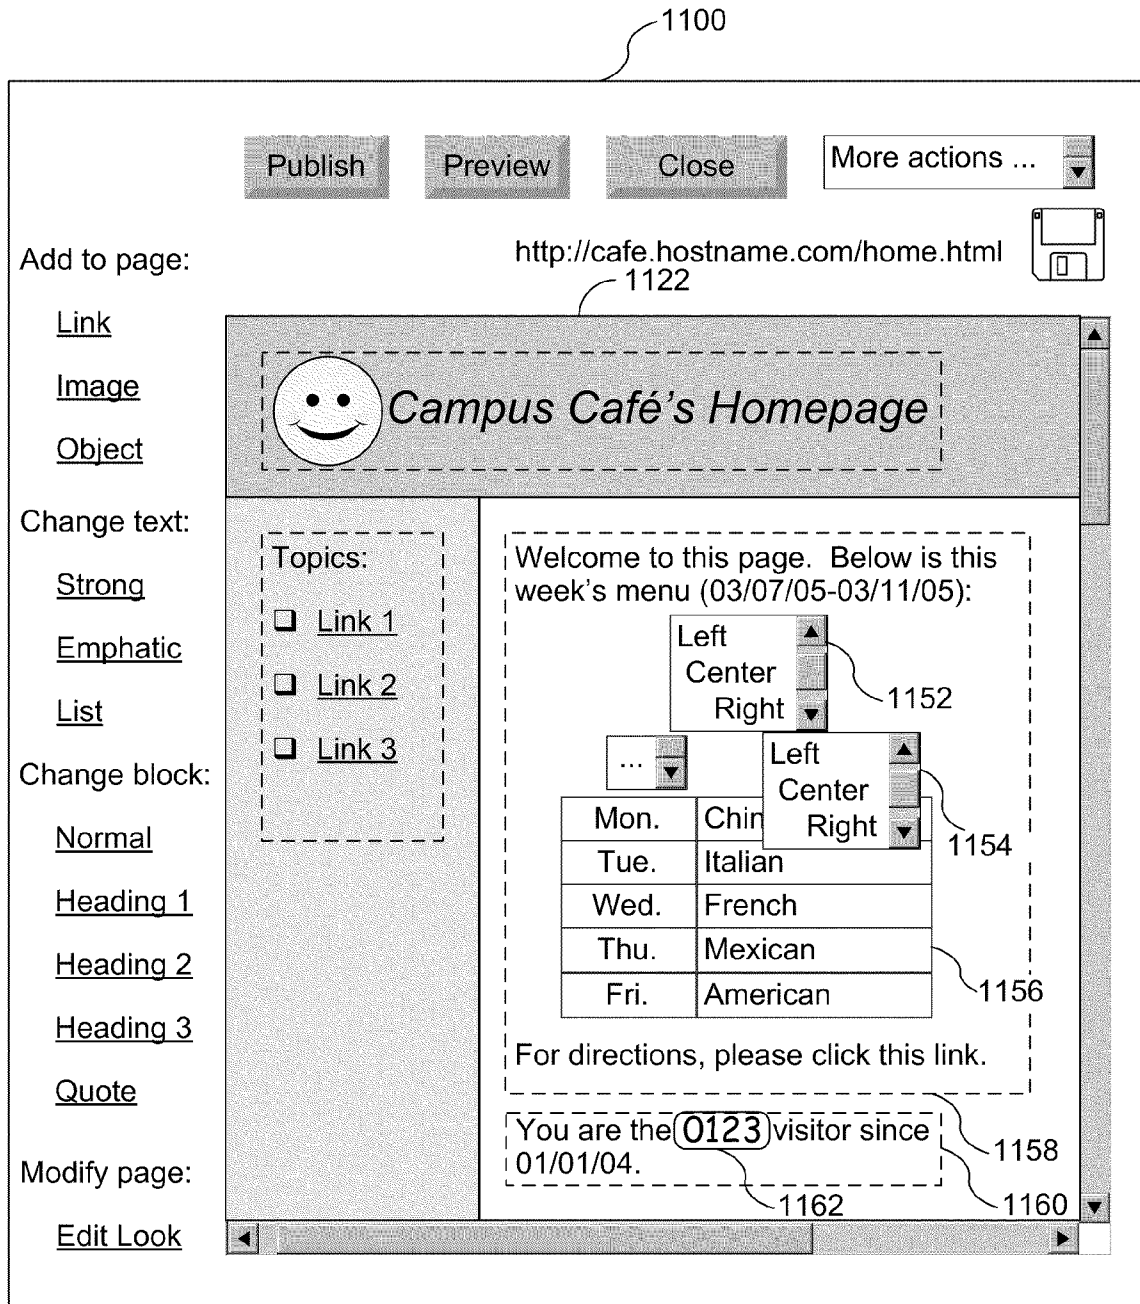 1100
Publish
Preview
Close
More actions ...
http://cafe.hostname.com/home.html
1122
Add to page:
Link
Image
Object
Change text:
Strong
Emphatic
List
Change block:
Normal
Heading 1
Heading 2
Heading 3
Quote
Modify page:
Edit Look
Campus Café's Homepage
Topics:
Link 1
Link 2
Link 3
Welcome to this page. Below is this
week's menu (03/07/05-03/11/05):
Left
Center
Right
1152
...
Left
Center
Right
1154
Mon. Chin
Tue. Italian
Wed. French
Thu. Mexican
Fri. American
1156
For directions, please click this link.
1158
You are the 0123 visitor since
01/01/04.
1160
1162